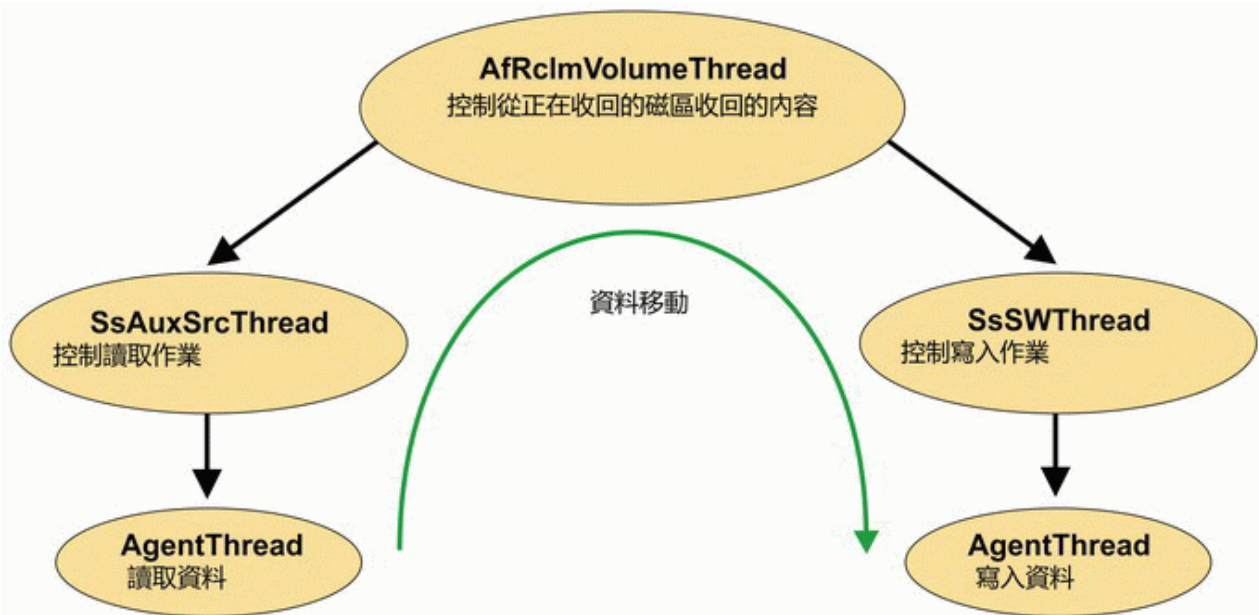 AfRclmVolumeThread
控制從正在收回的磁區收回的內容
資料移動
SsAuxSrcThread
控制讀取作業
SsSWThread
控制寫入作業
AgentThread
讀取資料
AgentThread
寫入資料